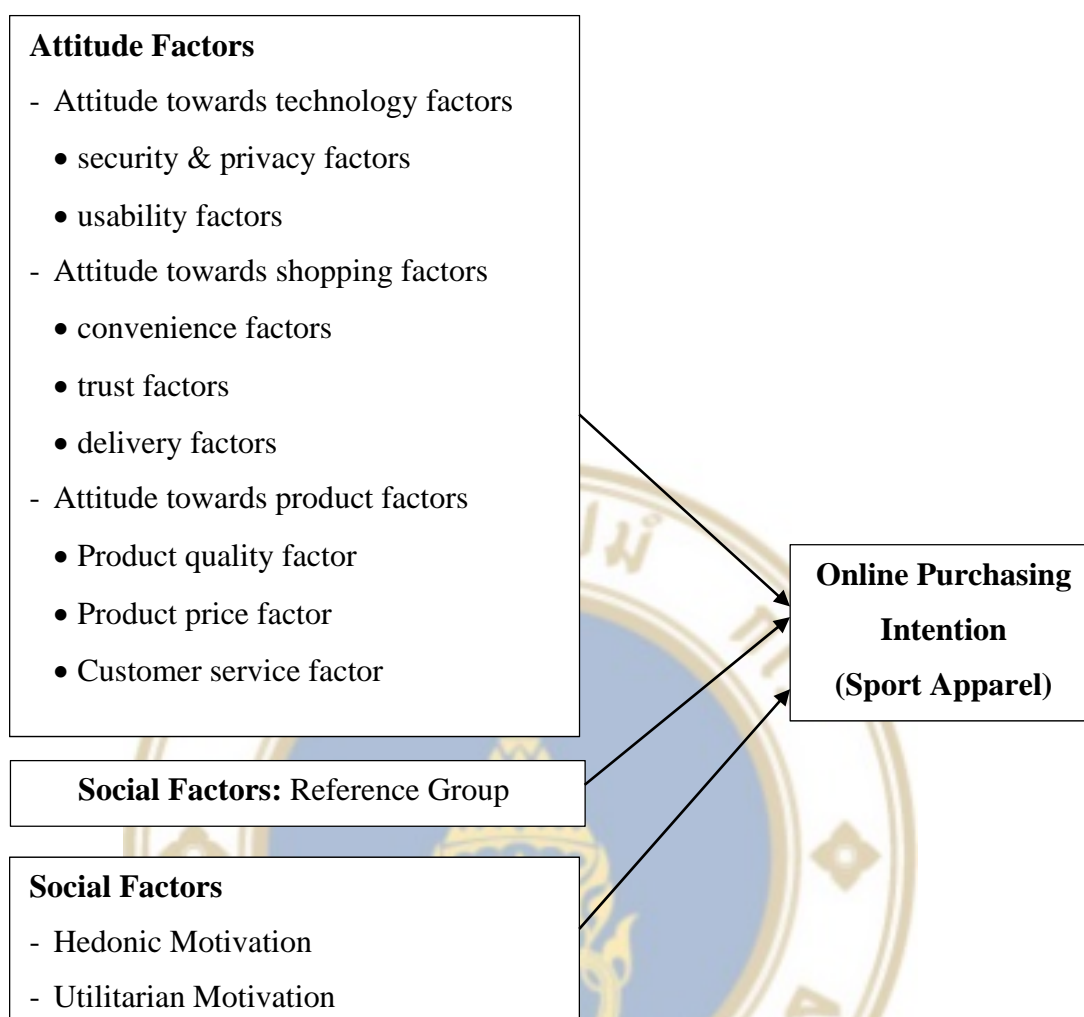 Attitude Factors
- Attitude towards technology factors
• security & privacy factors
• usability factors
- Attitude towards shopping factors
• convenience factors
• trust factors
• delivery factors
- Attitude towards product factors
• Product quality factor
• Product price factor
• Customer service factor
Online Purchasing
Intention
(Sport Apparel)
Social Factors: Reference Group
Social Factors
- Hedonic Motivation
- Utilitarian Motivation